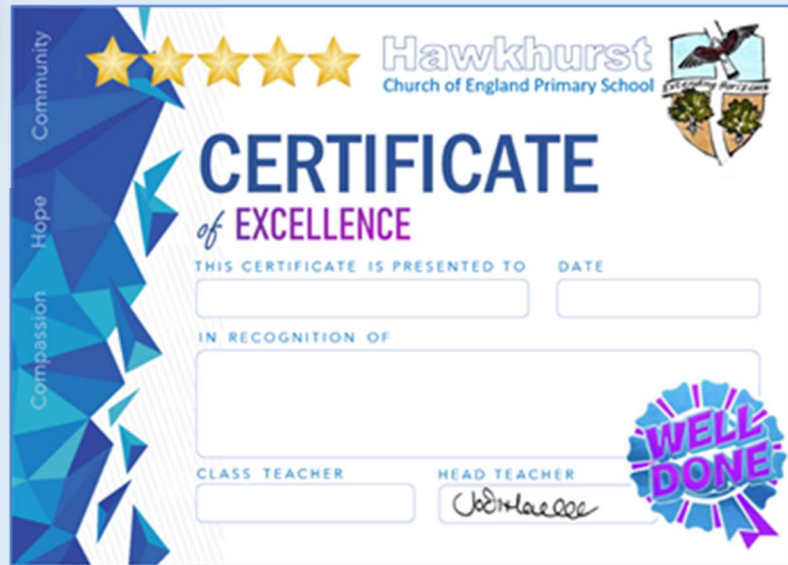 Community
Hope
Compassion
Hawkhurst
Church of England Primary School
Extending Horizons
CERTIFICATE
of EXCELLENCE
THIS CERTIFICATE IS PRESENTED TO
DATE
IN RECOGNITION OF
WELL
DONE
CLASS TEACHER
HEAD TEACHER